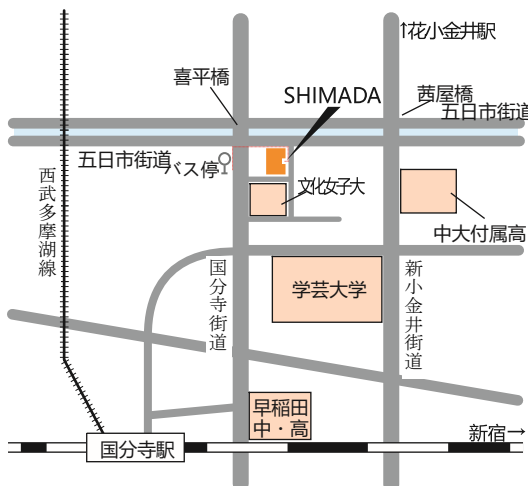 ↑花小金井駅
喜平橋
SHIMADA
茜屋橋
五日市街道
五日市街道
バス停
文化女子大
西武多摩湖線
中大付属高
国分寺街道
新小金井街道
学芸大学
早稲田
中・高
新宿→
国分寺駅